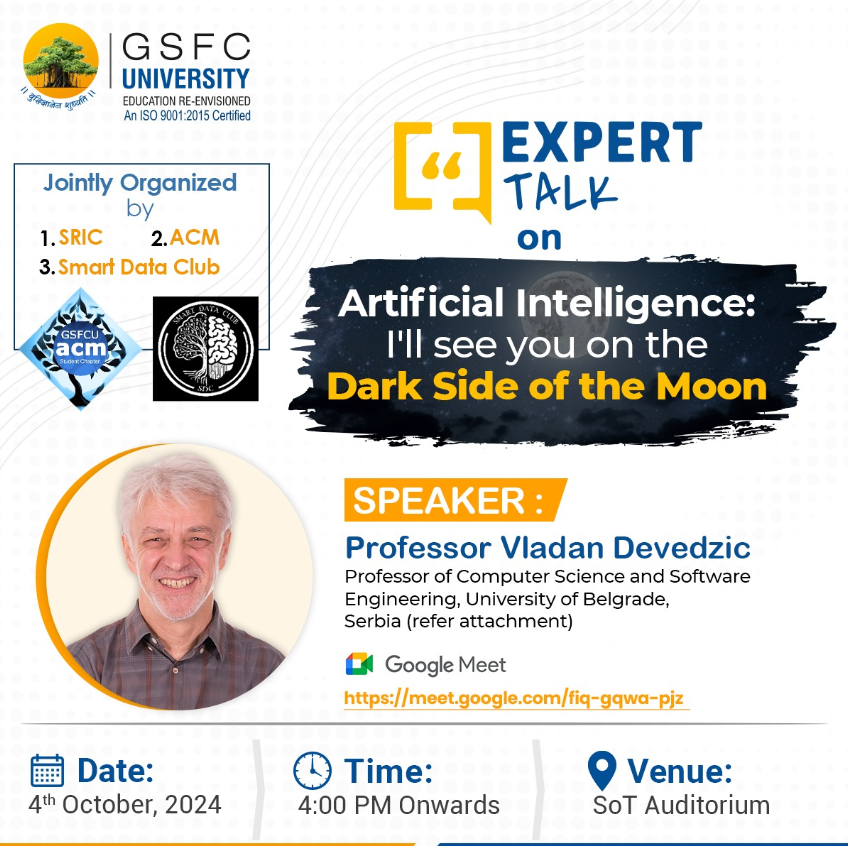 GSFC
UNIVERSITY
EDUCATION RE-ENVISIONED
An ISO 9001:2015 Certified
Jointly Organized
by
1. SRIC 2. ACM
3. Smart Data Club
GSFCU
acm
Student Chapter
SMART DATA CLUB
SDC
EXPERT
TALK
on
Artificial Intelligence:
I'll see you on the
Dark Side of the Moon
SPEAKER :
Professor Vladan Devedzic
Professor of Computer Science and Software
Engineering, University of Belgrade,
Serbia (refer attachment)
Google Meet
https://meet.google.com/fiq-gqwa-pjz
Date:
4th October, 2024
Time:
4:00 PM Onwards
Venue:
SoT Auditorium